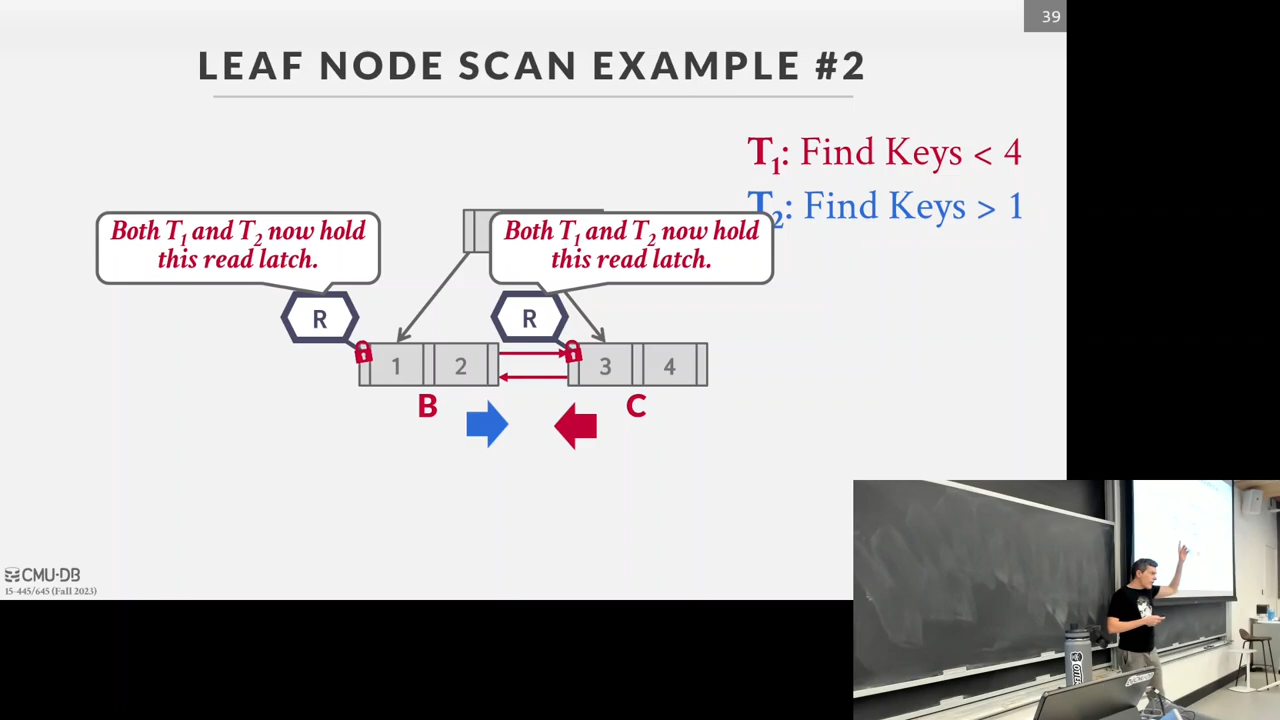 39
LEAF NODE SCAN EXAMPLE #2
T1: Find Keys < 4
T2: Find Keys > 1
Both T1 and T2 now hold
this read latch.
Both T1 and T2 now hold
this read latch.
R
R
1 2
3 4
B
C
CMU·DB
15-445/645 (Fall 2023)